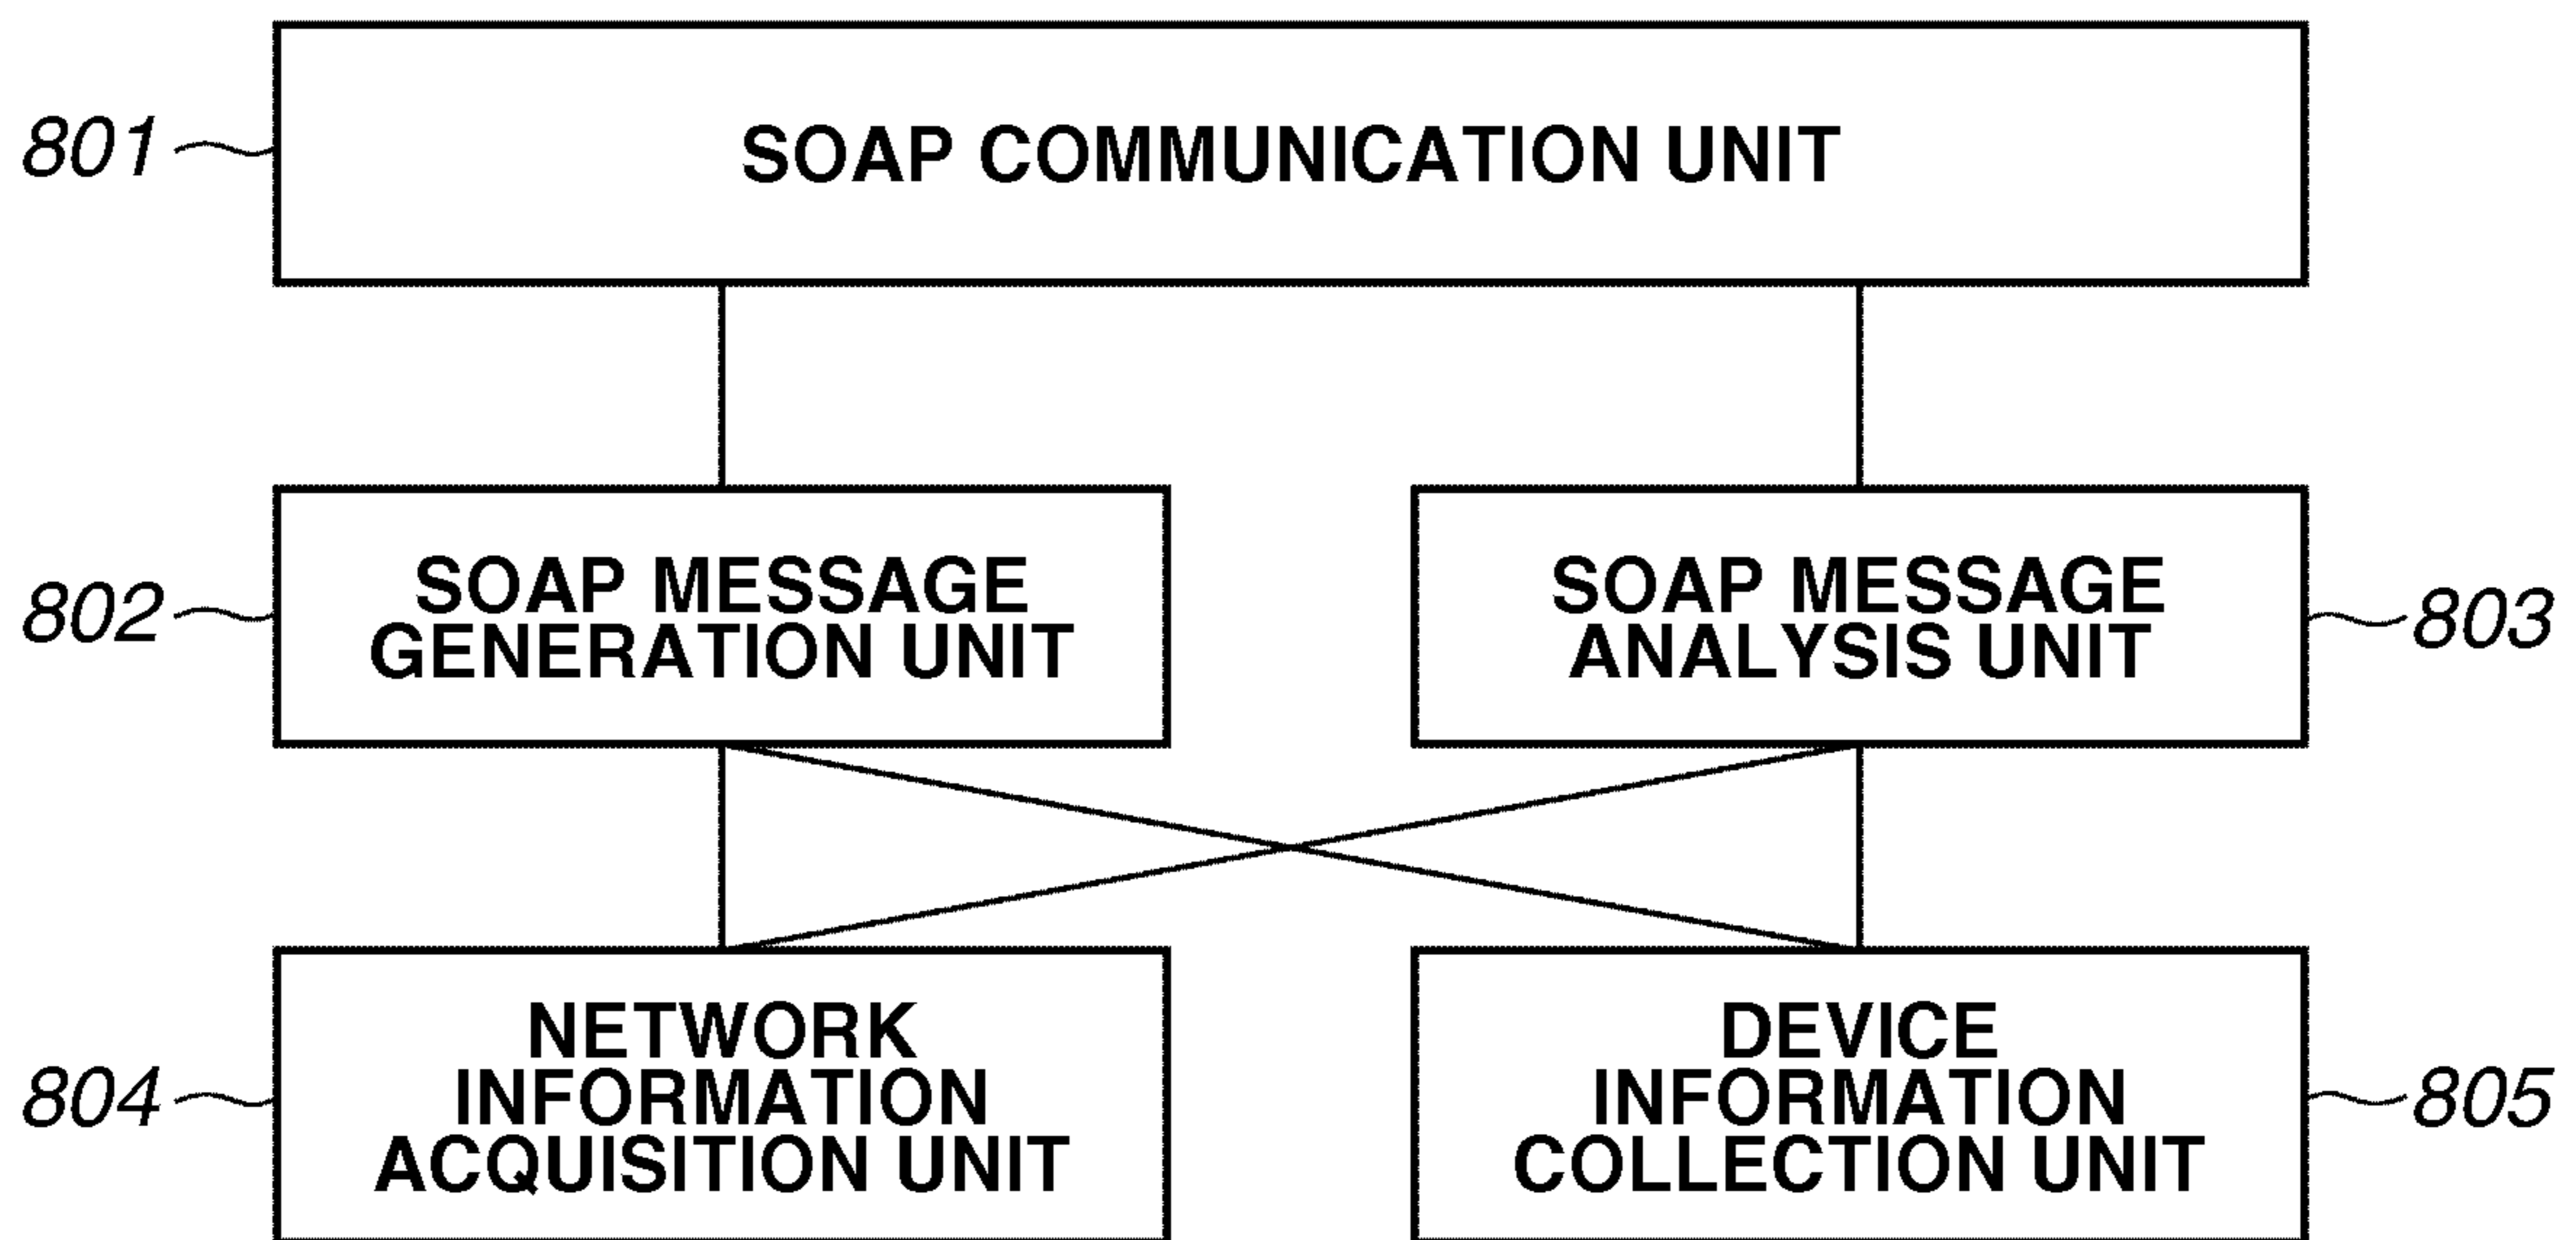 801
SOAP COMMUNICATION UNIT
802
SOAP MESSAGE
GENERATION UNIT
SOAP MESSAGE
ANALYSIS UNIT
803
804
NETWORK
INFORMATION
ACQUISITION UNIT
DEVICE
INFORMATION
COLLECTION UNIT
805